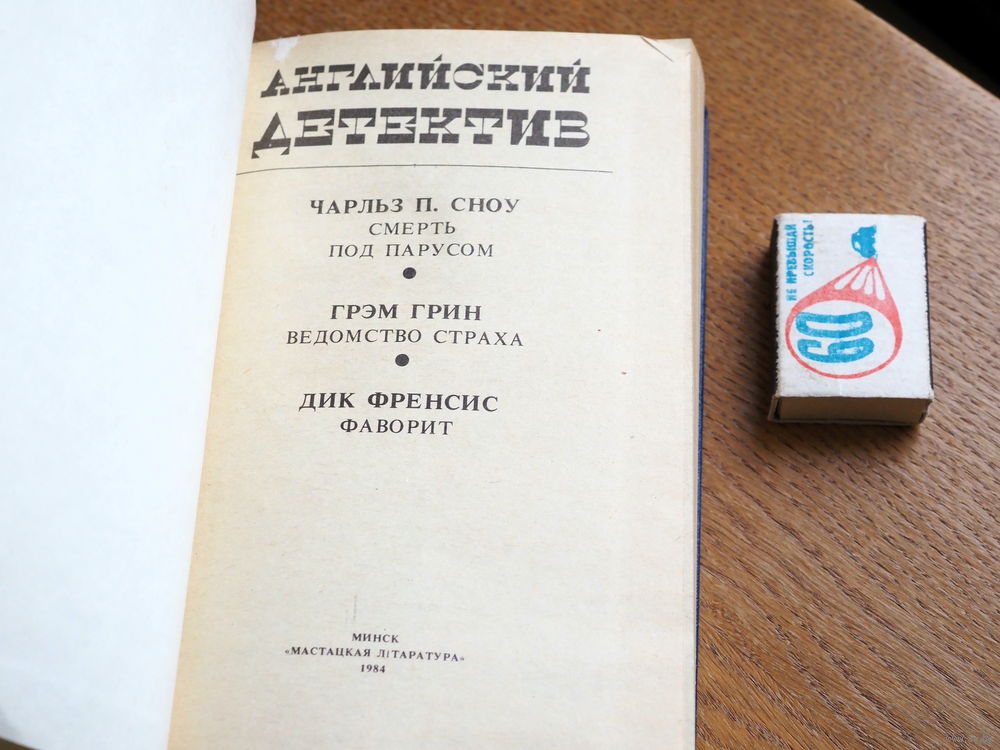 АНГЛИЙСКИЙ
ДЕТЕКТИВ
ЧАРЛЬЗ П. СНОУ
СМЕРТЬ
ПОД ПАРУСОМ
ГРЭМ ГРИН
ВЕДОМСТВО СТРАХА
ДИК ФРЕНСИС
ФАВОРИТ
МИНСК
«МАСТАЦКАЯ ЛІТАРАТУРА»
1984
НЕ ПРЕВЫШАЙ
СКОРОСТЬ!
60